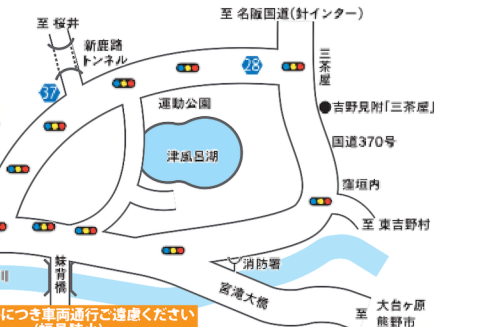 至 名阪国道(針インター)
至 桜井
新鹿路
トンネル
三茶屋
28
37
運動公園
吉野見附「三茶屋」
津風呂湖
国道370号
窪垣内
至 東吉野村
妹背橋
消防署
宮滝大橋
大台ヶ原
至
熊野市
につき車両通行ご遠慮ください